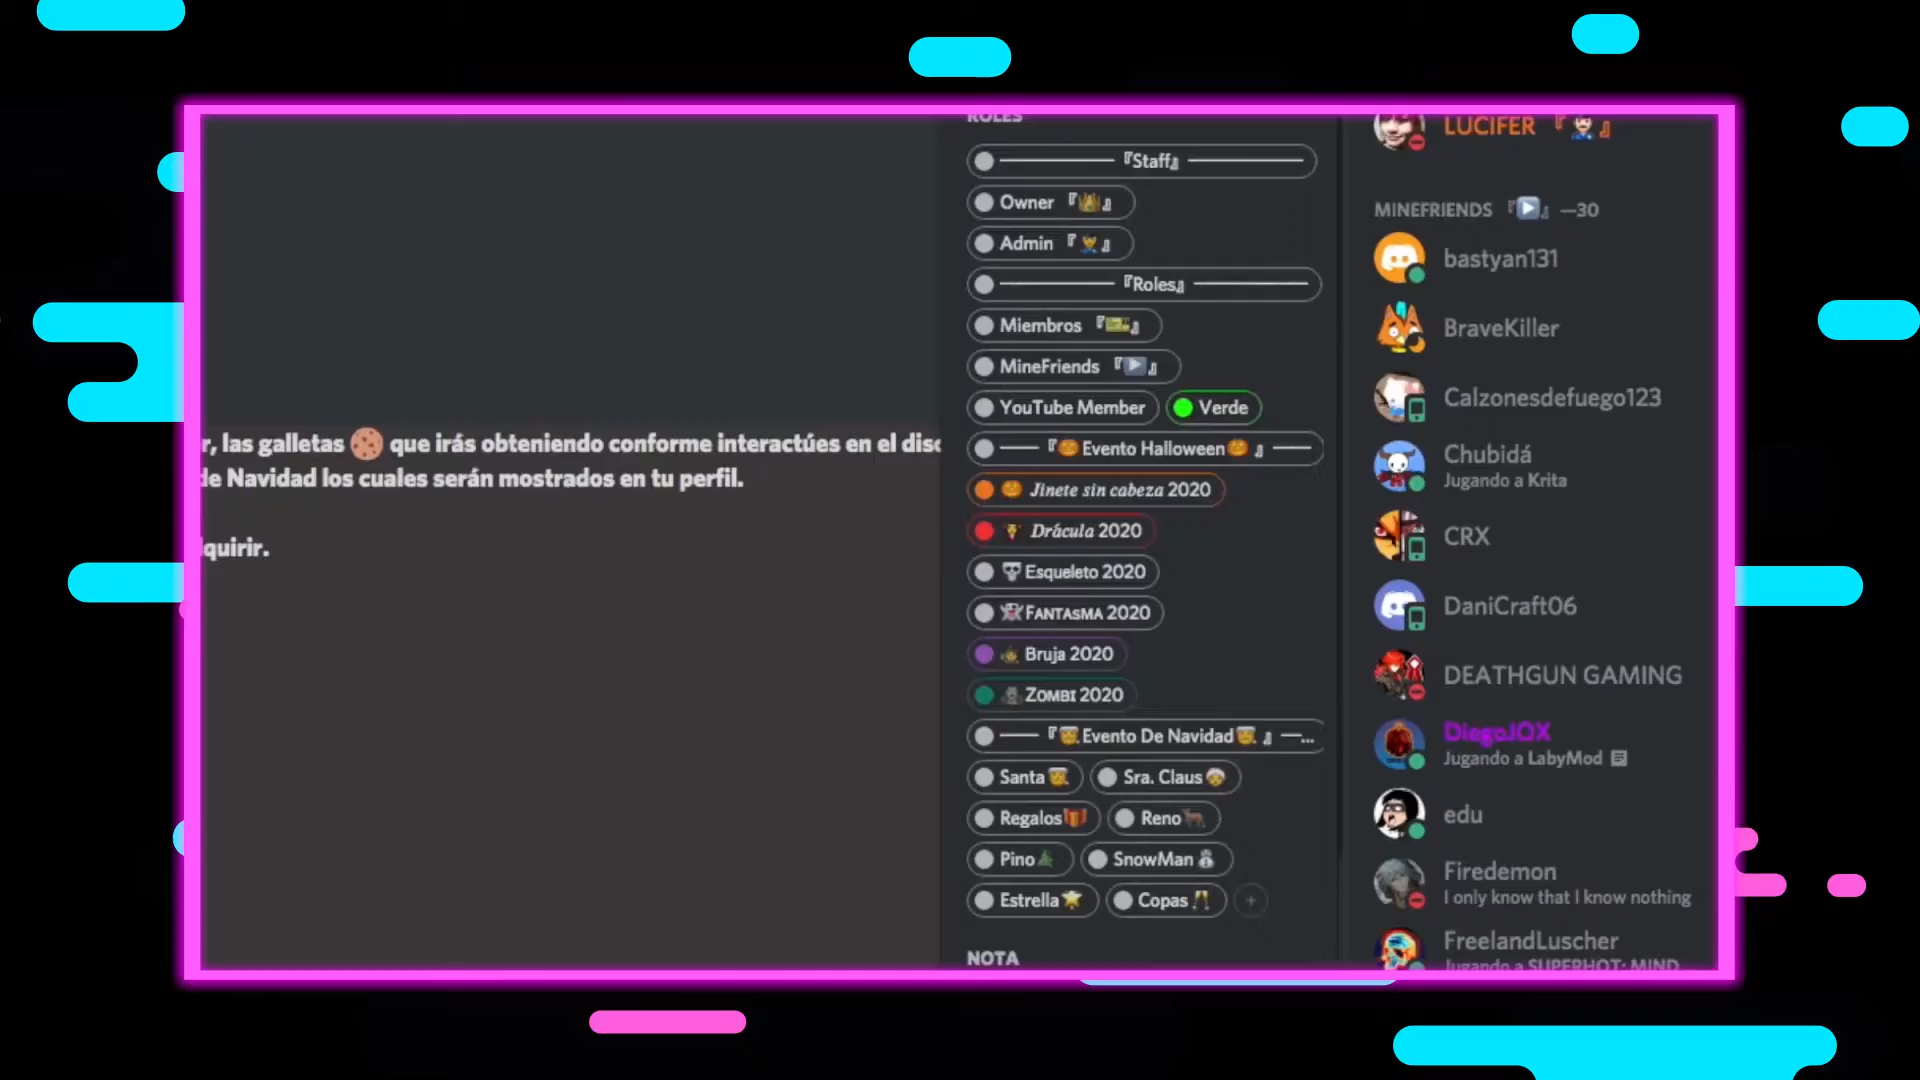 r, las galletas 🍪 que irás obteniendo conforme interactúes en el disc
de Navidad los cuales serán mostrados en tu perfil.
quirir.
ROLES
『Staff』
Owner 『👑』
Admin 『👮』
『Roles』
Miembros 『🎫』
MineFriends 『▶️』
YouTube Member
Verde
『🎃Evento Halloween🎃 』
🎃 Jinete sin cabeza 2020
Drácula 2020
💀Esqueleto 2020
👻Fantasma 2020
Bruja 2020
Zombi 2020
『🎅Evento De Navidad🎅 』 —...
Santa🎅
Sra. Claus🤶
Regalos🎁
Reno🦌
Pino🌲
SnowMan⛄
Estrella🌟
Copas🥂
+
NOTA
LUCIFER 『👮🏻』
MINEFRIENDS 『▶️』 —30
bastyan131
BraveKiller
Calzonesdefuego123
Chubidá
Jugando a Krita
CRX
DaniCraft06
DEATHGUN GAMING
DiegoJOX
Jugando a LabyMod
edu
Firedemon
I only know that I know nothing
FreelandLuscher
Jugando a SUPERHOT: MIND...